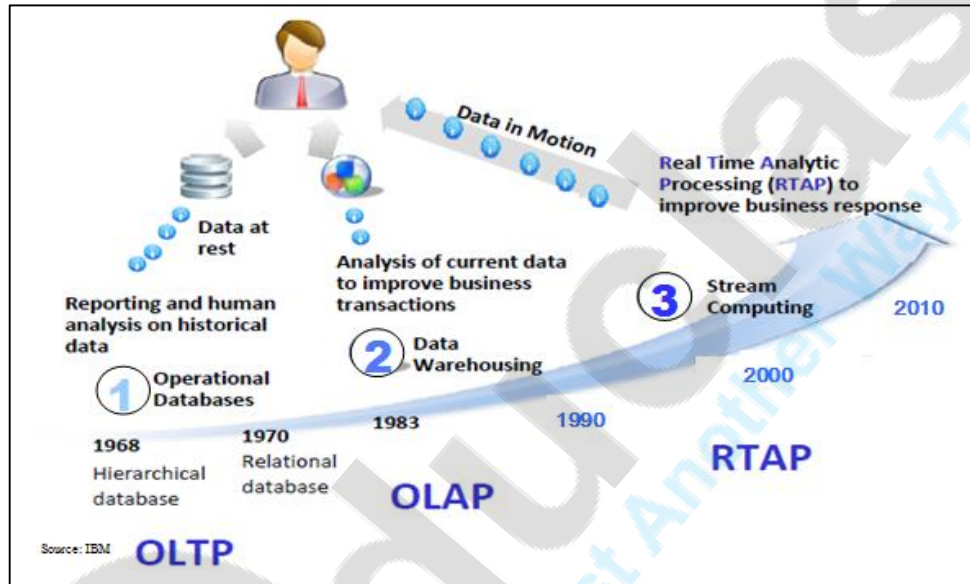 Data in Motion
Real Time Analytic
Processing (RTAP) to
improve business response
Data at
rest
Analysis of current data
to improve business
transactions
Reporting and human
analysis on historical
data
3 Stream
Computing
2010
2 Data
Warehousing
1 Operational
Databases
2000
1990
1983
1970
Relational
database
1968
Hierarchical
database
RTAP
OLAP
OLTP
Source: IBM